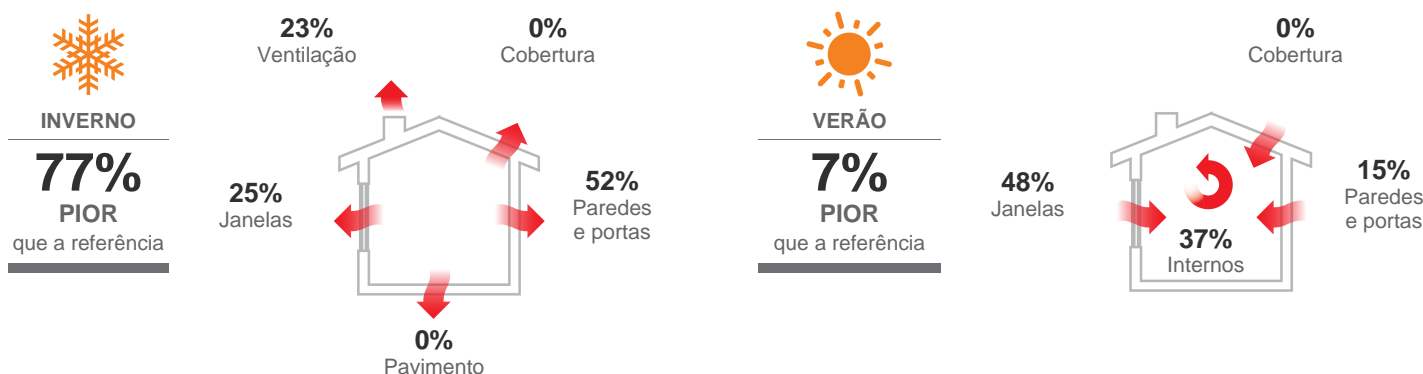 INVERNO
77%
PIOR
que a referência
23%
Ventilação
0%
Cobertura
25%
Janelas
52%
Paredes
e portas
0%
Pavimento
VERÃO
7%
PIOR
que a referência
0%
Cobertura
48%
Janelas
37%
Internos
15%
Paredes
e portas